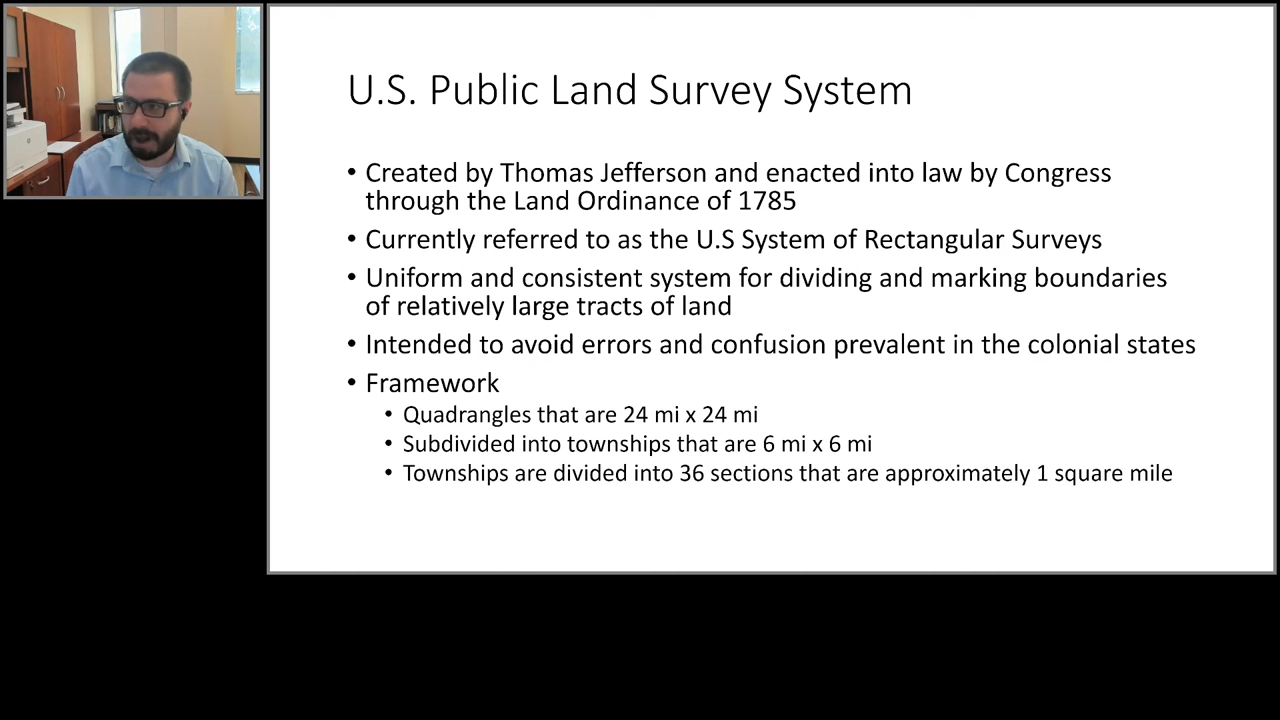 U.S. Public Land Survey System
• Created by Thomas Jefferson and enacted into law by Congress
through the Land Ordinance of 1785
• Currently referred to as the U.S System of Rectangular Surveys
• Uniform and consistent system for dividing and marking boundaries
of relatively large tracts of land
• Intended to avoid errors and confusion prevalent in the colonial states
• Framework
• Quadrangles that are 24 mi x 24 mi
• Subdivided into townships that are 6 mi x 6 mi
• Townships are divided into 36 sections that are approximately 1 square mile